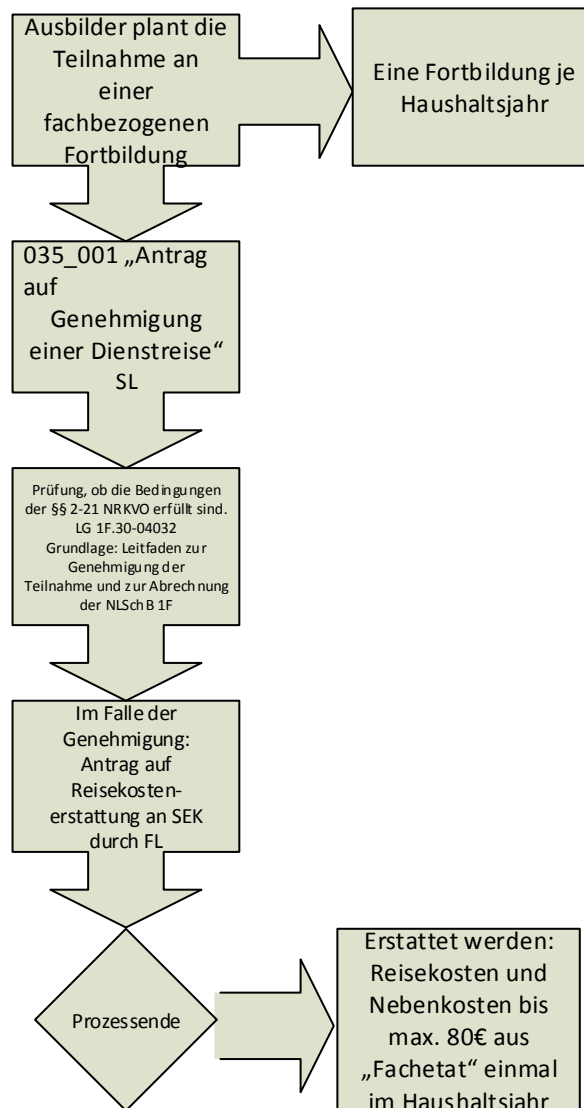 Ausbilder plant die
Teilnahme an
einer
fachbezogenen
Fortbildung
Eine Fortbildung je
Haushaltsjahr
035_001 „Antrag
auf
Genehmigung
einer Dienstreise“
SL
Prüfung, ob die Bedingungen
der §§ 2-21 NRKVO erfüllt sind.
LG 1F.30-04032
Grundlage: Leitfaden zur
Genehmigung der
Teilnahme und zur Abrechnung
der NLSchB 1F
Im Falle der
Genehmigung:
Antrag auf
Reisekosten-
erstattung an SEK
durch FL
Prozessende
Erstattet werden:
Reisekosten und
Nebenkosten bis
max. 80€ aus
„Fachetat“ einmal
im Haushaltsjahr